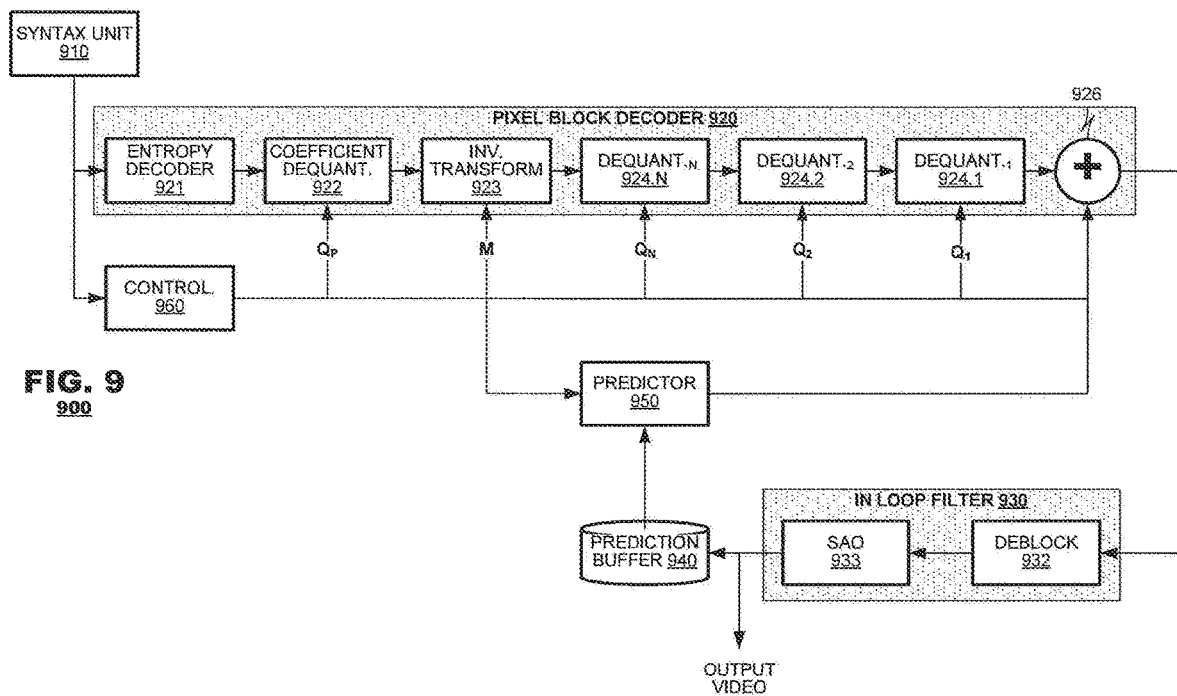 SYNTAX UNIT
910
926
PIXEL BLOCK DECODER 920
ENTROPY
DECODER
921
COEFFICIENT
DEQUANT.
922
INV.
TRANSFORM
923
DEQUANT.N
924.N
DEQUANT.2
924.2
DEQUANT.1
924.1
+
QP
M
QN
Q2
Q1
CONTROL.
960
FIG. 9
900
PREDICTOR
950
IN LOOP FILTER 930
PREDICTION
BUFFER 940
SAO
933
DEBLOCK
932
OUTPUT
VIDEO